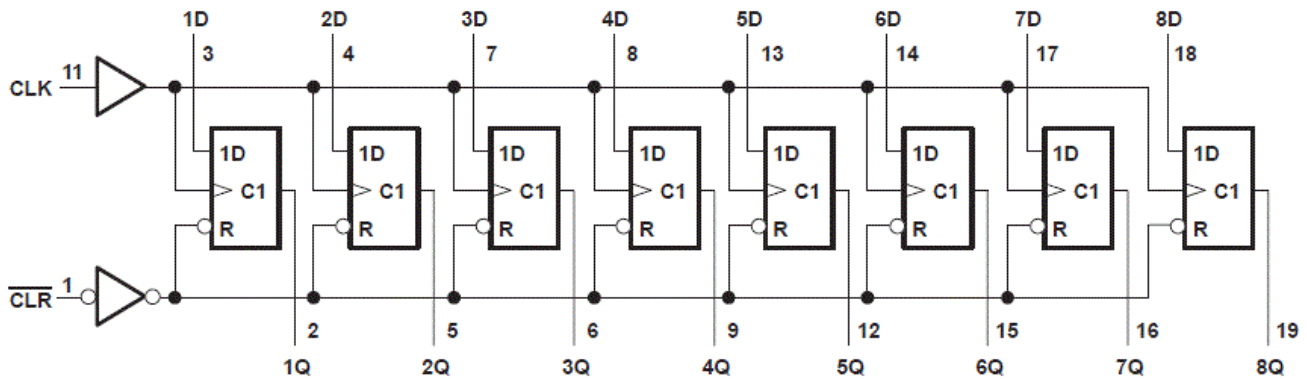 1D 2D 3D 4D 5D 6D 7D 8D
3 4 7 8 13 14 17 18
CLK 11
1D 1D 1D 1D 1D 1D 1D 1D
C1 C1 C1 C1 C1 C1 C1 C1
R R R R R R R R
CLR 1
2 5 6 9 12 15 16 19
1Q 2Q 3Q 4Q 5Q 6Q 7Q 8Q